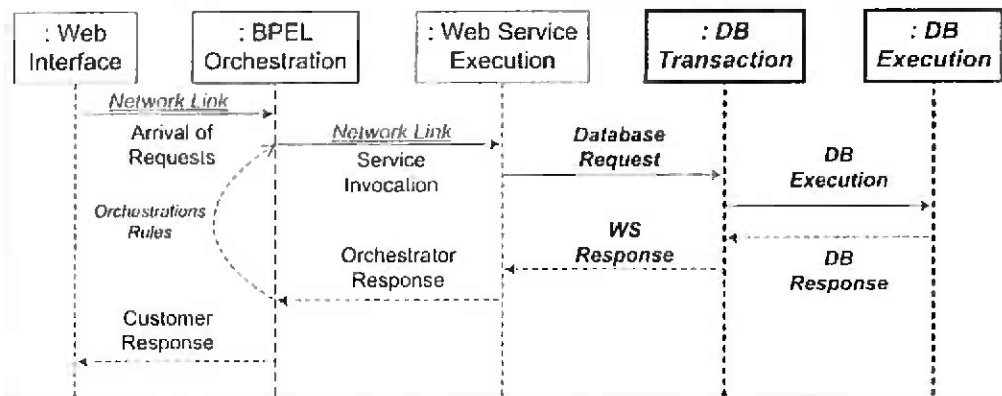 : Web
Interface
: BPEL
Orchestration
: Web Service
Execution
: DB
Transaction
: DB
Execution
Network Link
Arrival of
Requests
Network Link
Service
Invocalion
Database
Request
DB
Execution
Orchestrations
Rules
WS
Response
Orchestrator
Response
DB
Response
Customer
Response